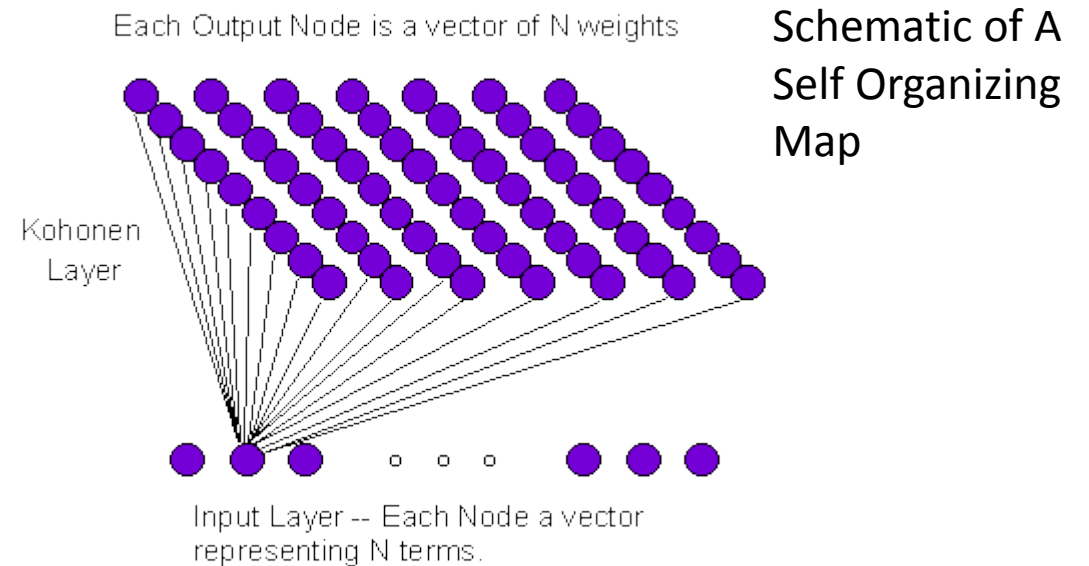 Each Output Node is a vector of N weights
Schematic of A
Self Organizing
Map
Kohonen
Layer
Input Layer -- Each Node a vector
representing N terms.